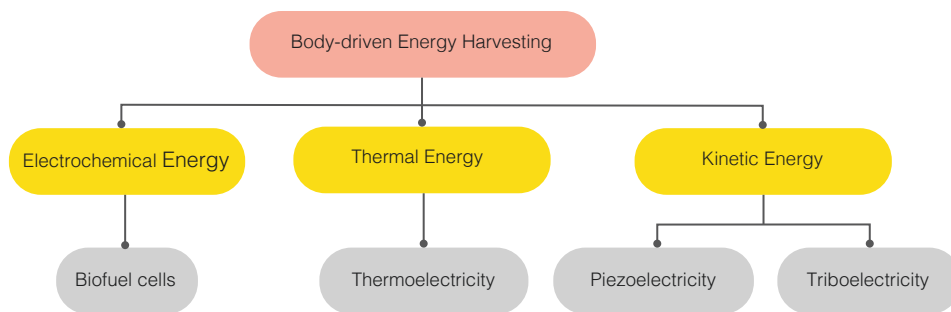 Body-driven Energy Harvesting
Electrochemical Energy
Thermal Energy
Kinetic Energy
Biofuel cells
Thermoelectricity
Piezoelectricity
Triboelectricity